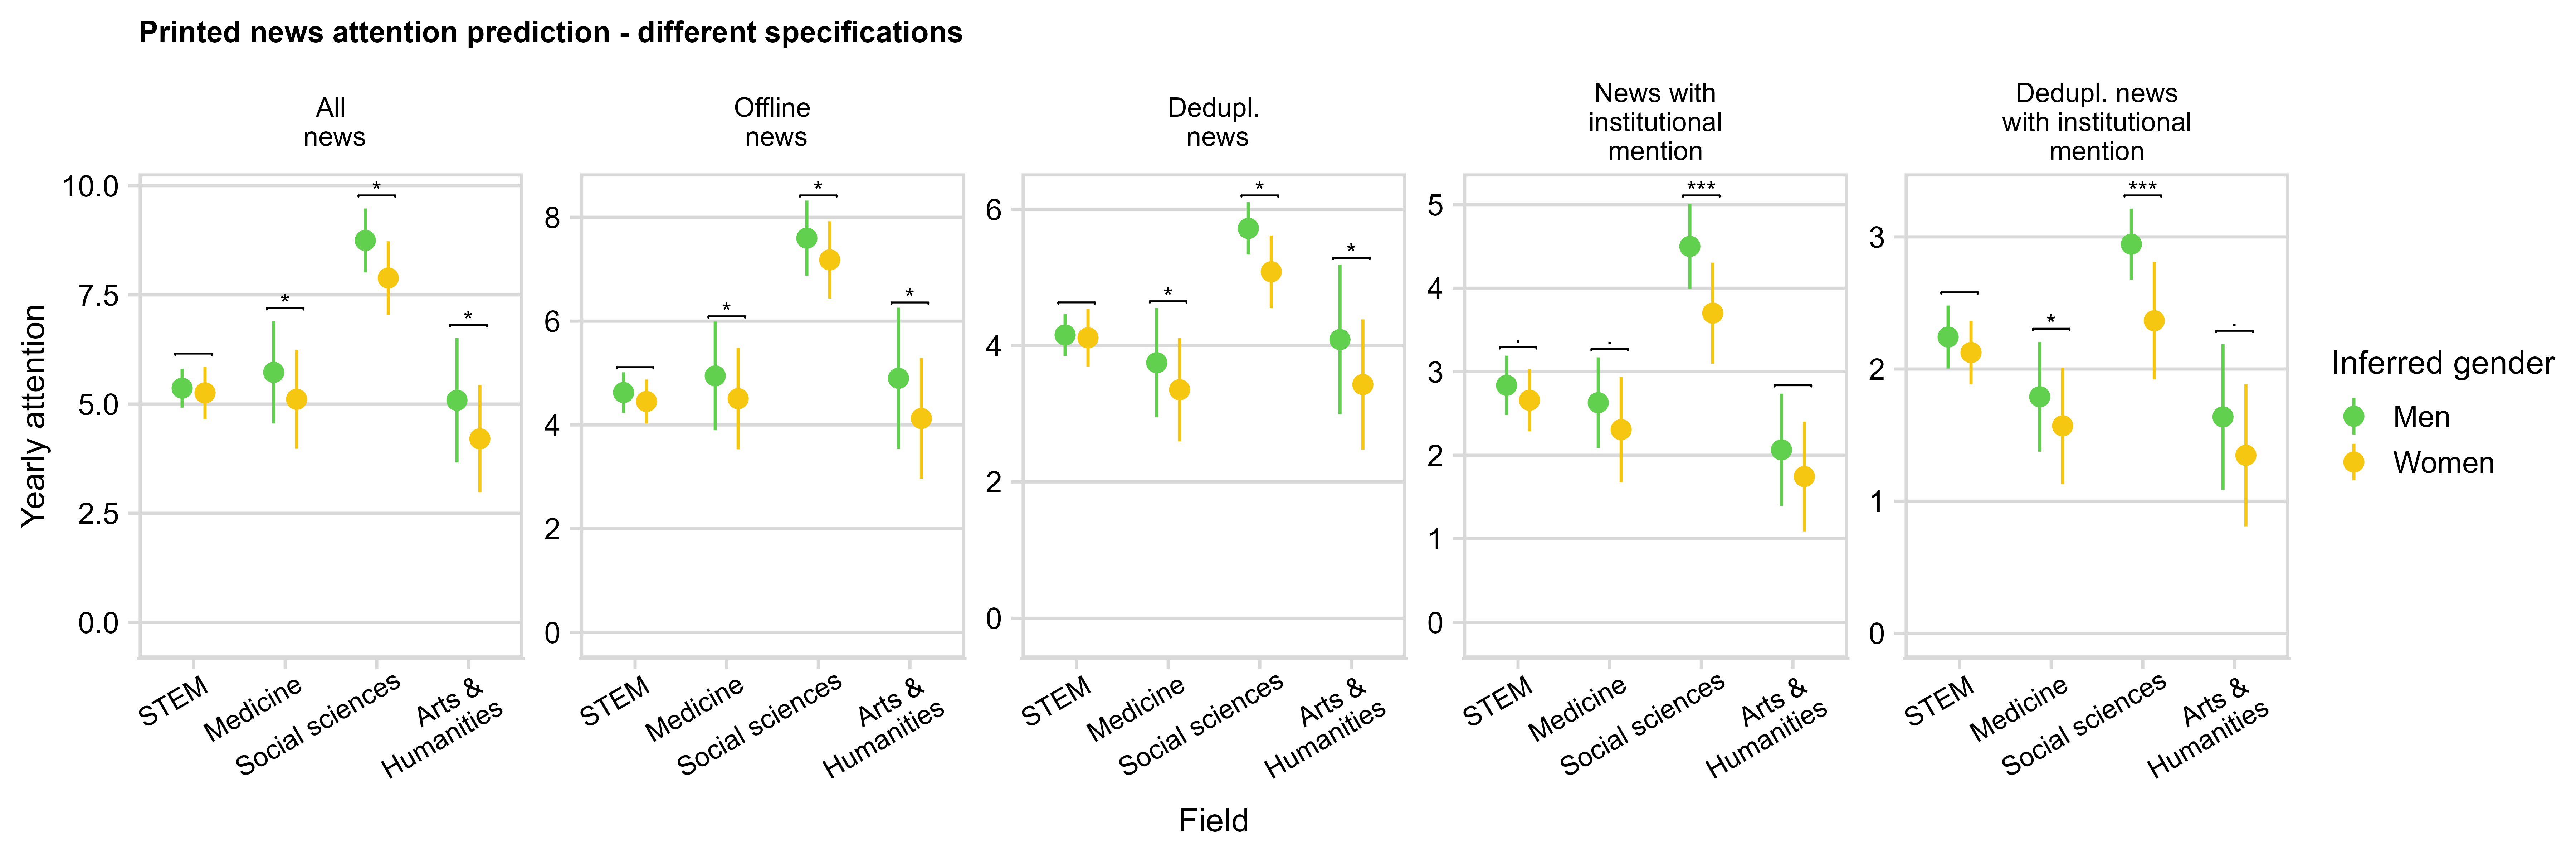 Printed news attention prediction - different specifications
All
news
Offline
news
Dedupl.
news
News with
institutional
mention
Dedupl. news
with institutional
mention
Yearly attention
10.0
7.5
5.0
2.5
0.0
*
*
*
STEM
Medicine
Social sciences
Arts &
Humanities
8
6
4
2
0
*
*
*
STEM
Medicine
Social sciences
Arts &
Humanities
6
4
2
0
*
*
*
STEM
Medicine
Social sciences
Arts &
Humanities
5
4
3
2
1
0
.
.
***
STEM
Medicine
Social sciences
Arts &
Humanities
3
2
1
0
*
***
.
STEM
Medicine
Social sciences
Arts &
Humanities
Field
Inferred gender
Men
Women